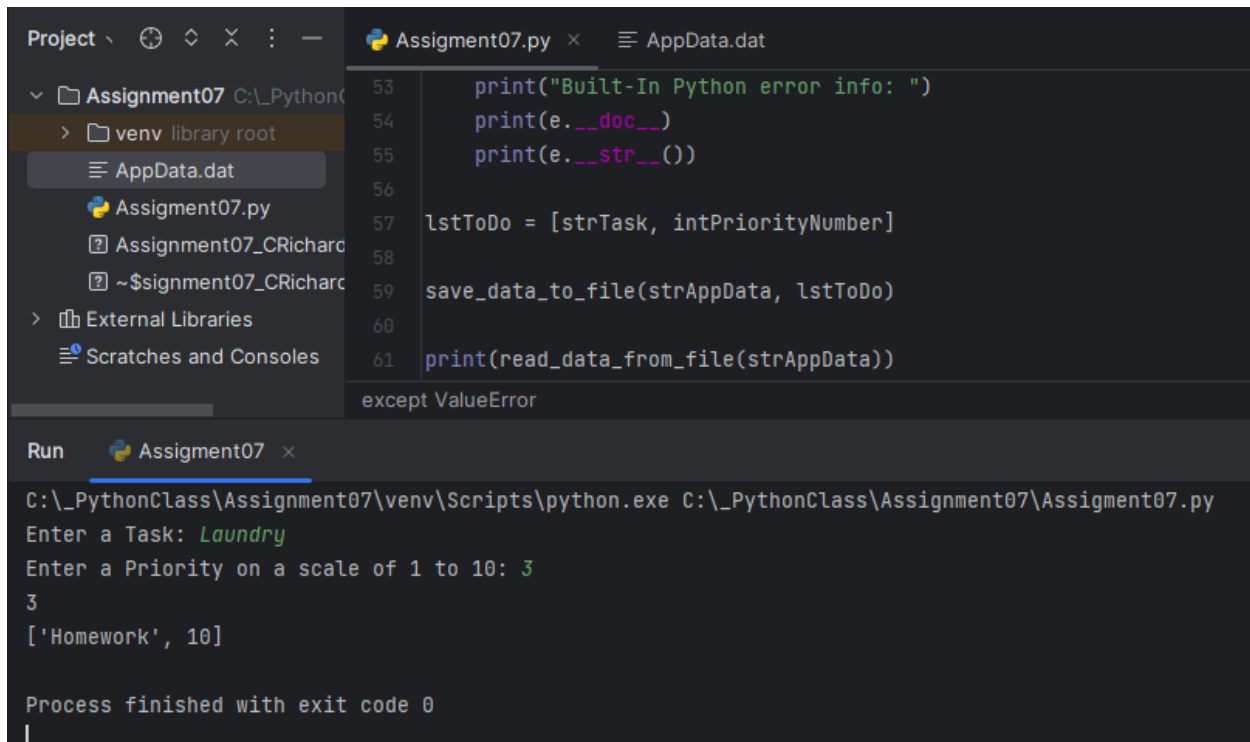 Project
Assigment07.py
AppData.dat
Assignment07 C:\_Python
venv library root
AppData.dat
Assigment07.py
Assignment07_CRichard
~$signment07_CRichard
External Libraries
Scratches and Consoles
53 print("Built-In Python error info: ")
54 print(e.__doc__)
55 print(e.__str__())
56
57 lstToDo = [strTask, intPriorityNumber]
58
59 save_data_to_file(strAppData, lstToDo)
60
61 print(read_data_from_file(strAppData))
except ValueError
Run Assigment07
C:\_PythonClass\Assignment07\venv\Scripts\python.exe C:\_PythonClass\Assignment07\Assigment07.py
Enter a Task: Laundry
Enter a Priority on a scale of 1 to 10: 3
3
['Homework', 10]
Process finished with exit code 0